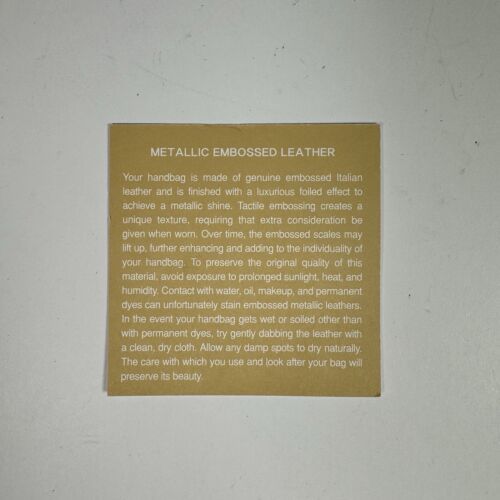 METALLIC EMBOSSED LEATHER
Your handbag is made of genuine embossed Italian
leather and is finished with a luxurious foiled effect to
achieve a metallic shine. Tactile embossing creates a
unique texture, requiring that extra consideration be
given when worn. Over time, the embossed scales may
lift up, further enhancing and adding to the individuality of
your handbag. To preserve the original quality of this
material, avoid exposure to prolonged sunlight, heat, and
humidity. Contact with water, oil, makeup, and permanent
dyes can unfortunately stain embossed metallic leathers.
In the event your handbag gets wet or soiled other than
with permanent dyes, try gently dabbing the leather with
a clean, dry cloth. Allow any damp spots to dry naturally.
The care with which you use and look after your bag will
preserve its beauty.